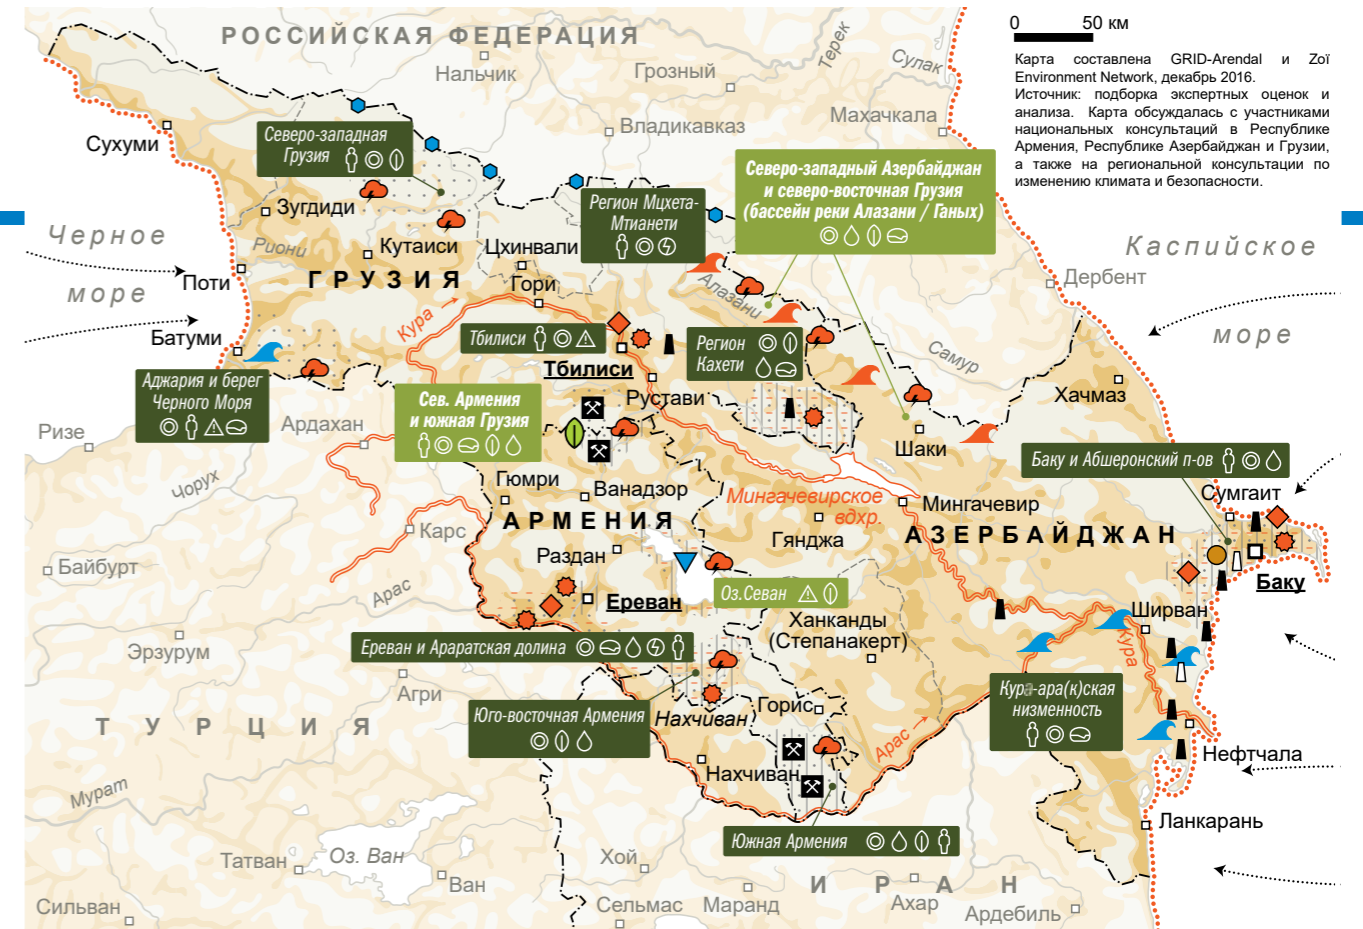 0 50 км
Карта составлена GRID-Arendal и Zoï
Environment Network, декабрь 2016.
Источник: подборка экспертных оценок и
анализа. Карта обсуждалась с участниками
национальных консультаций в Республике
Армения, Республике Азербайджан и Грузии,
а также на региональной консультации по
изменению климата и безопасности.
РОССИЙСКАЯ ФЕДЕРАЦИЯ
Нальчик
Грозный
Терек
Сулак
Махачкала
Владикавказ
Сухуми
Северо-западная
Грузия
Зугдиди
Риони
Кутаиси
Цхинвали
Гори
Регион Мцхета-
Мтианети
Северо-западный Азербайджан
и северо-восточная Грузия
(бассейн реки Алазани / Ганых)
Черное
море
Поти
Батуми
ГРУЗИЯ
Кура
Алазани
Самур
Дербент
Каспийское
море
Тбилиси
Тбилиси
Рустави
Регион
Кахети
Хачмаз
Аджария и берег
Черного Моря
Ардахан
Ризе
Чорух
Сев. Армения
и южная Грузия
Шаки
Баку и Абшеронский п-ов
Сумгаит
Гюмри
Ванадзор
АРМЕНИЯ
Мингачевирское
вдхр.
Мингачевир
Гянджа
АЗЕРБАЙДЖАН
Баку
Карс
Раздан
Байбурт
Арас
Ереван
Оз.Севан
Ханканды
(Степанакерт)
Ширван
Кура
Эрзурум
Ереван и Араратская долина
Агри
ТУРЦИЯ
Юго-восточная Армения
Нахчиван
Горис
Арас
Кура-ара(к)ская
низменность
Нефтчала
Нахчиван
Мурат
Южная Армения
Ланкарань
Татван
Оз. Ван
Ван
Хой
ИРАН
Сильван
Сельмас
Маранд
Ахар
Ардебиль